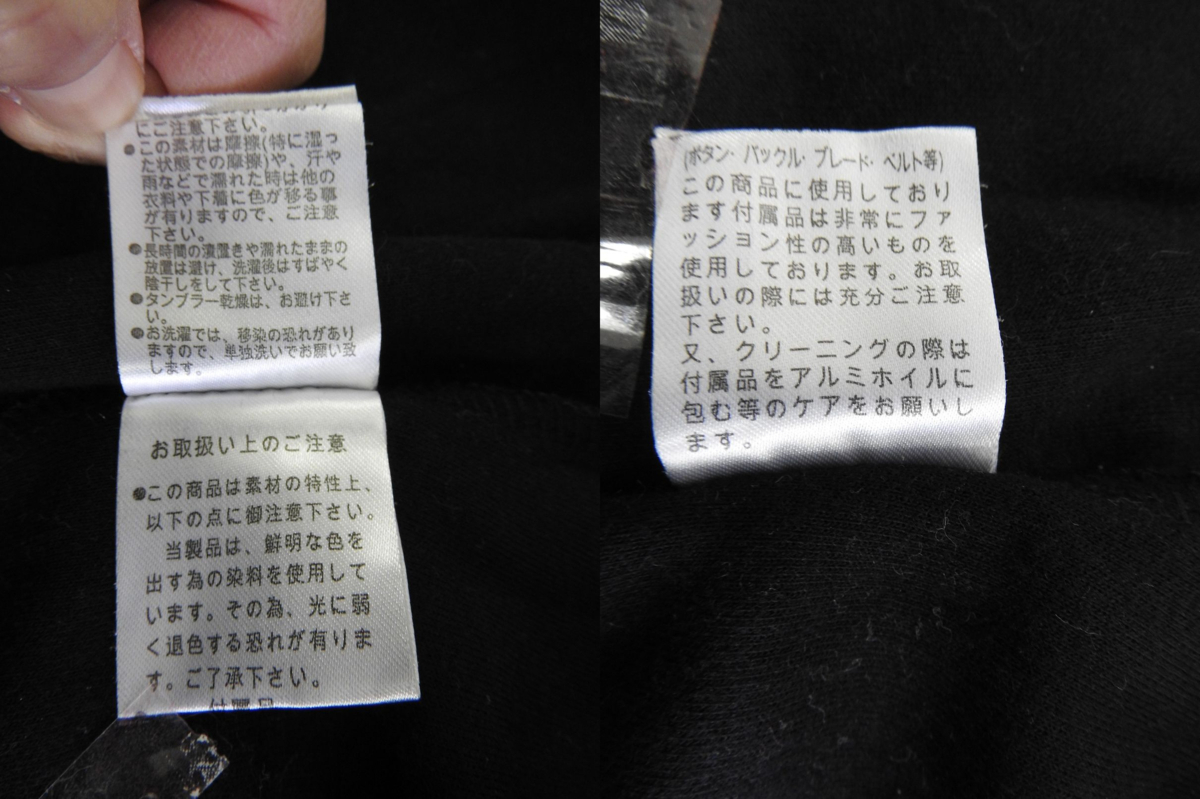 にご注意下さい。
●この素材は摩擦(特に湿っ
た状態での摩擦)や、汗や
雨などで濡れた時は他の
衣料や下着に色が移る事
が有りますので、ご注意
下さい。
●長時間の漬置きや濡れたままの
放置は避け、洗濯後はすばやく
陰干しをして下さい。
●タンブラー乾燥は、お避け下さ
い。
●お洗濯では、移染の恐れがあり
ますので、単独洗いでお願い致
します。
お取扱い上のご注意
●この商品は素材の特性上、
以下の点に御注意下さい。
当製品は、鮮明な色を
出す為の染料を使用して
います。その為、光に弱
く退色する恐れが有りま
す。ご了承下さい。
付属品
(ボタン・バックル・ブレード・ベルト等)
この商品に使用しており
ます付属品は非常にファ
ッション性の高いものを
使用しております。お取
扱いの際には充分ご注意
下さい。
又、クリーニングの際は
付属品をアルミホイルに
包む等のケアをお願いし
ます。